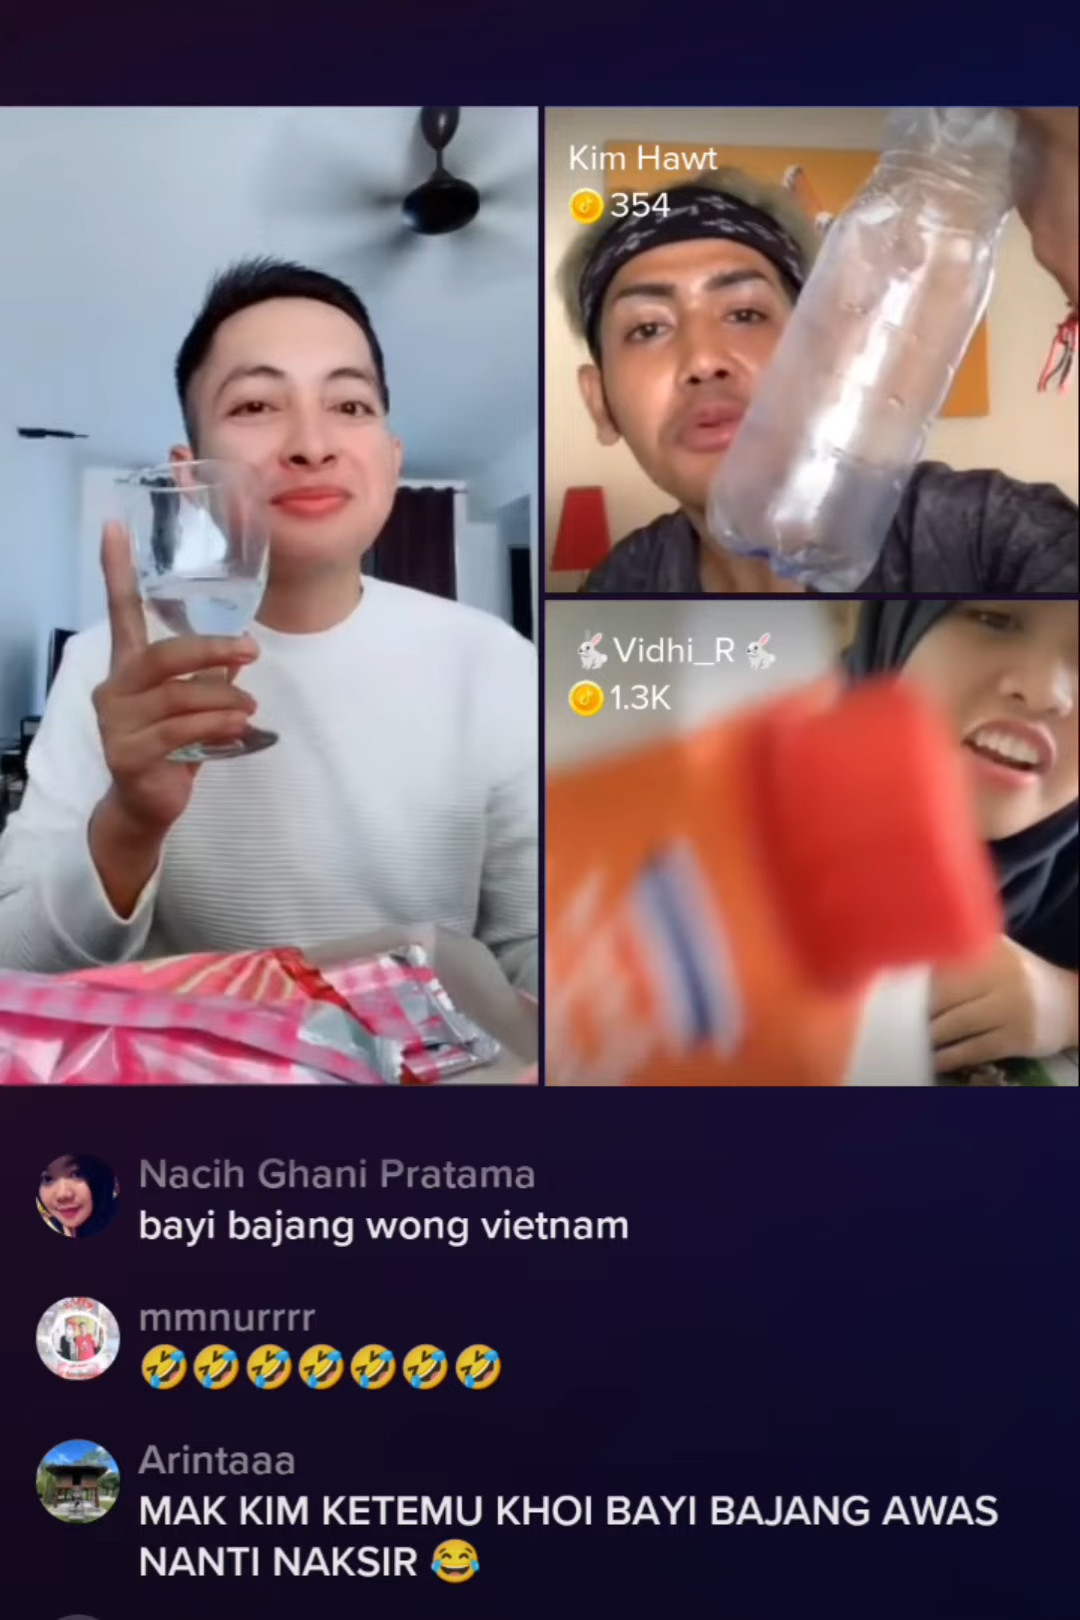 Kim Hawt
354
🐇Vidhi_R🐇
1.3K
Nacih Ghani Pratama
bayi bajang wong vietnam
mmnurrrr
🤣🤣🤣🤣🤣🤣🤣
Arintaaa
MAK KIM KETEMU KHOI BAYI BAJANG AWAS
NANTI NAKSIR 😂